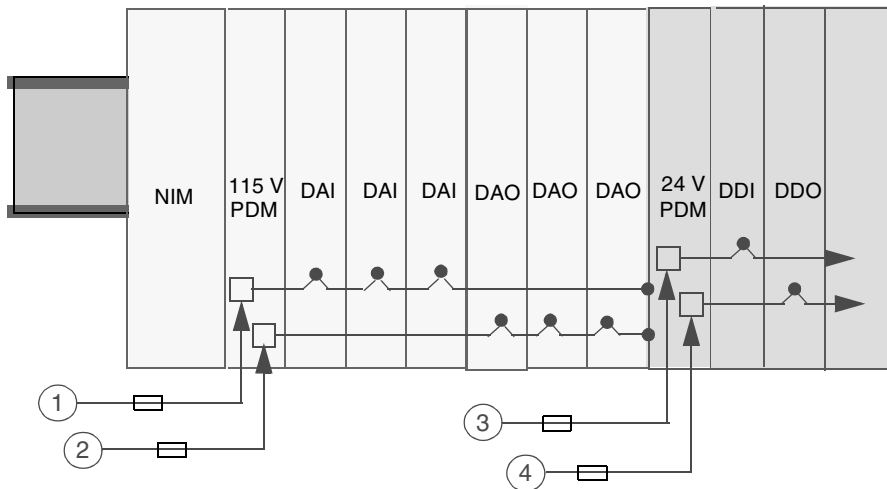 NIM
115 V
PDM
DAI
DAI
DAI
DAO
DAO
DAO
24 V
PDM
DDI
DDO
1
2
3
4